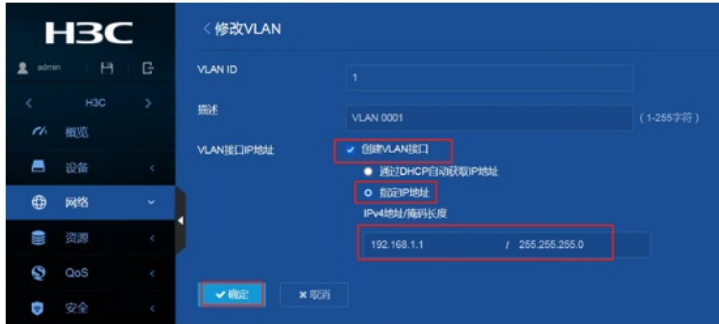 H3C
admin
H3C
概览
设备
网络
资源
QoS
安全
修改VLAN
VLAN ID
1
描述
VLAN 0001
(1-255字符)
VLAN接口IP地址
创建VLAN接口
通过DHCP自动获取IP地址
指定IP地址
IPv4地址/掩码长度
192.168.1.1 / 255.255.255.0
确定 取消